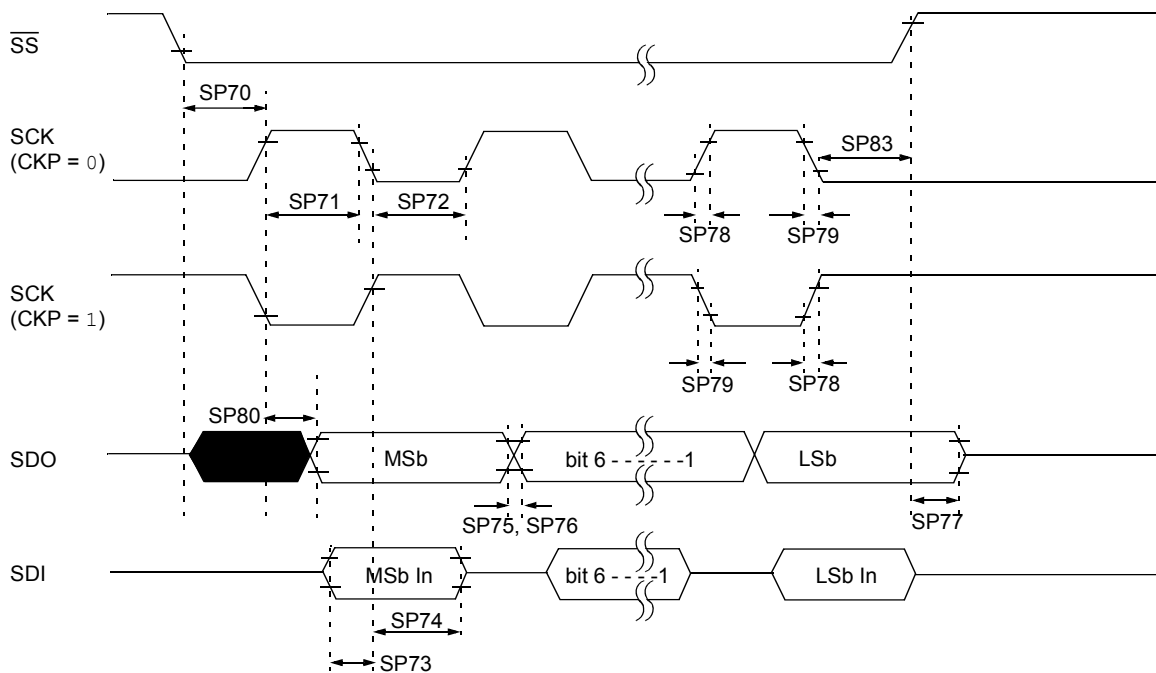 SS
SP70
SCK
(CKP = 0)
SP83
SP71
SP72
SP78
SP79
SCK
(CKP = 1)
SP79
SP78
SP80
SDO
MSb
bit 6 - - - - - -1
LSb
SP75, SP76
SP77
SDI
MSb In
bit 6 - - - -1
LSb In
SP74
SP73